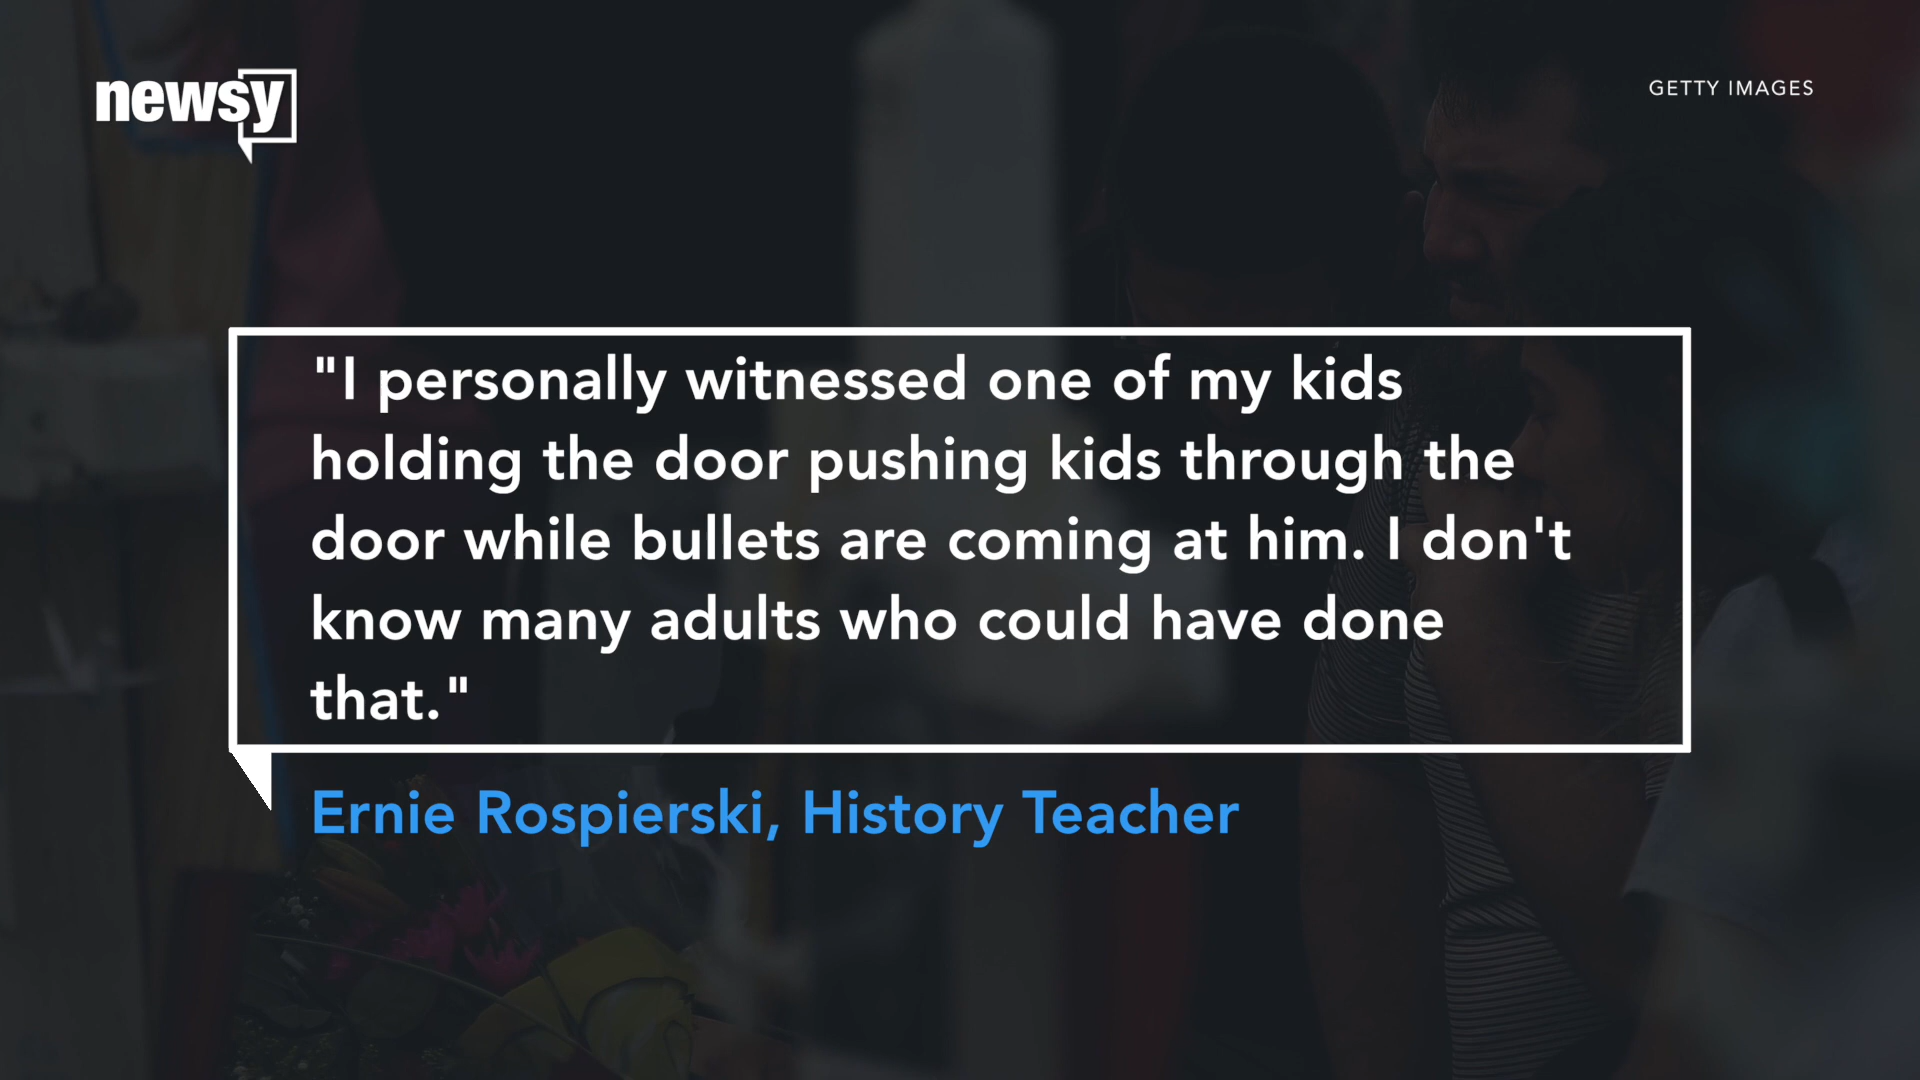 newsy
GETTY IMAGES
"I personally witnessed one of my kids
holding the door pushing kids through the
door while bullets are coming at him. I don't
know many adults who could have done
that."
Ernie Rospierski, History Teacher